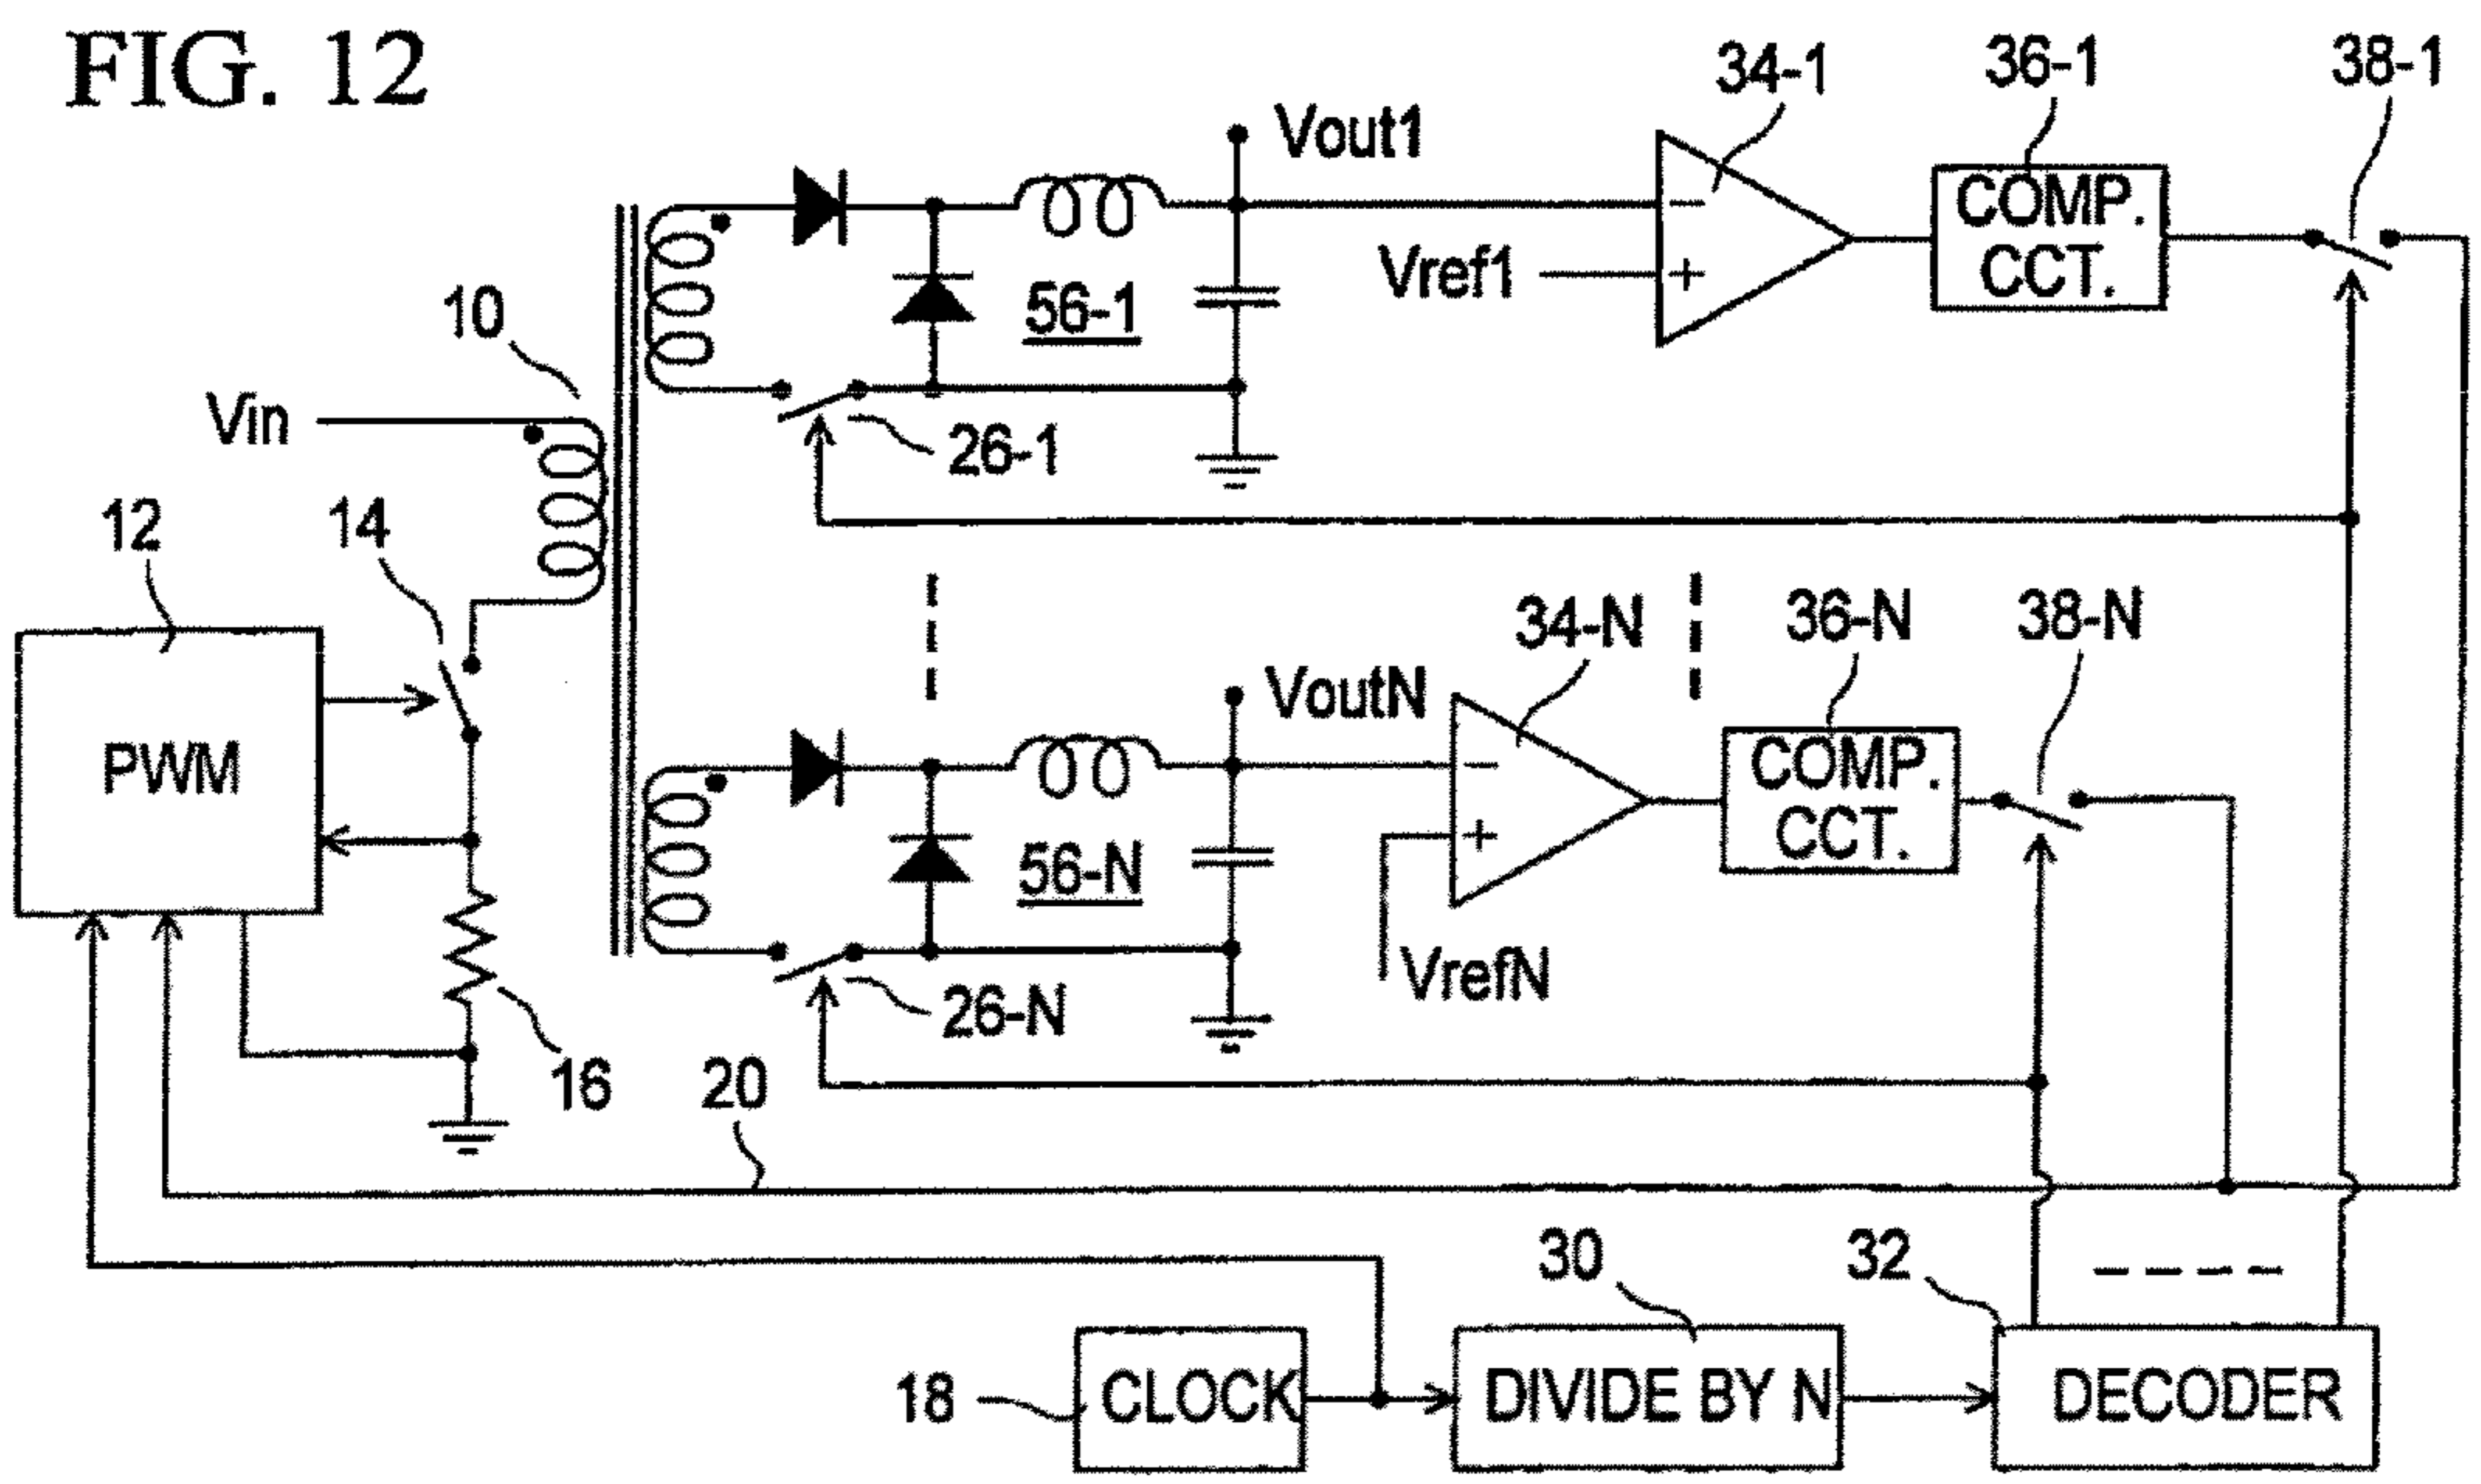 FIG. 12
34-1
36-1
38-1
Vout1
COMP.
CCT.
Vref1
56-1
10
Vin
26-1
12
14
34-N
36-N
38-N
VoutN
PWM
COMP.
CCT.
56-N
VrefN
26-N
16
20
30
32
18
CLOCK
DIVIDE BY N
DECODER